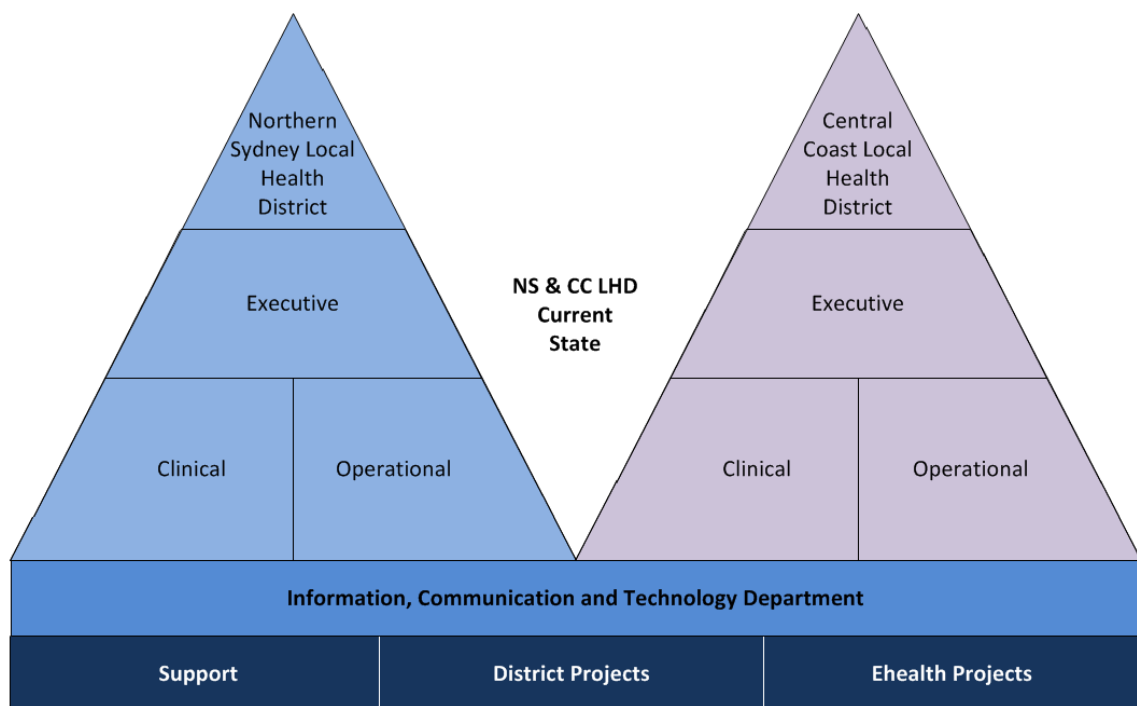 Northern
Sydney Local
Health
District
Executive
Clinical
Operational
NS & CC LHD
Current
State
Central
Coast Local
Health
District
Executive
Clinical
Operational
Information, Communication and Technology Department
Support
District Projects
Ehealth Projects